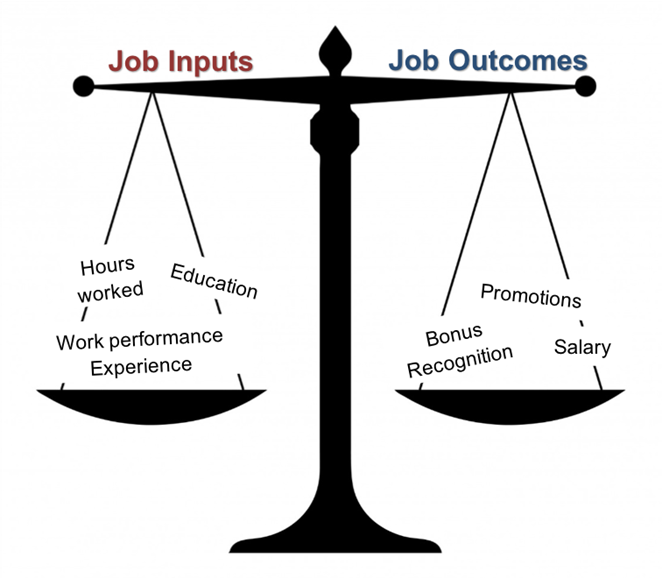 Job Inputs
Job Outcomes
Hours
worked
Education
Work performance
Experience
Promotions
Bonus
Recognition
Salary